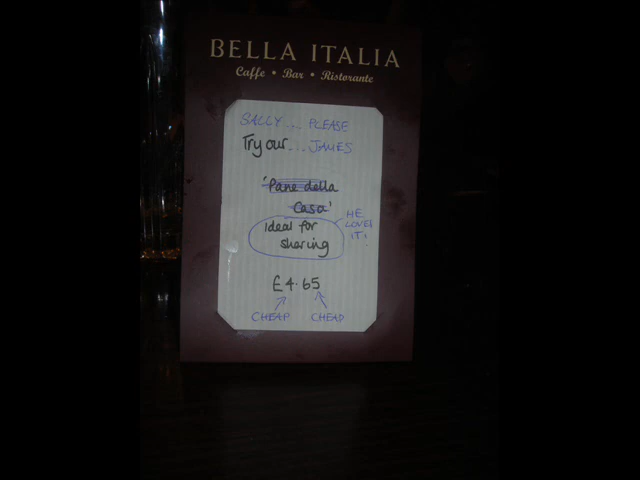 BELLA ITALIA
Caffe • Bar • Ristorante
SALLY.... PLEASE
Try our ... JAMES
'Pane della
Casa'
ideal for
sharing
HE
LOVES
IT!
£4.65
CHEAP CHEAP